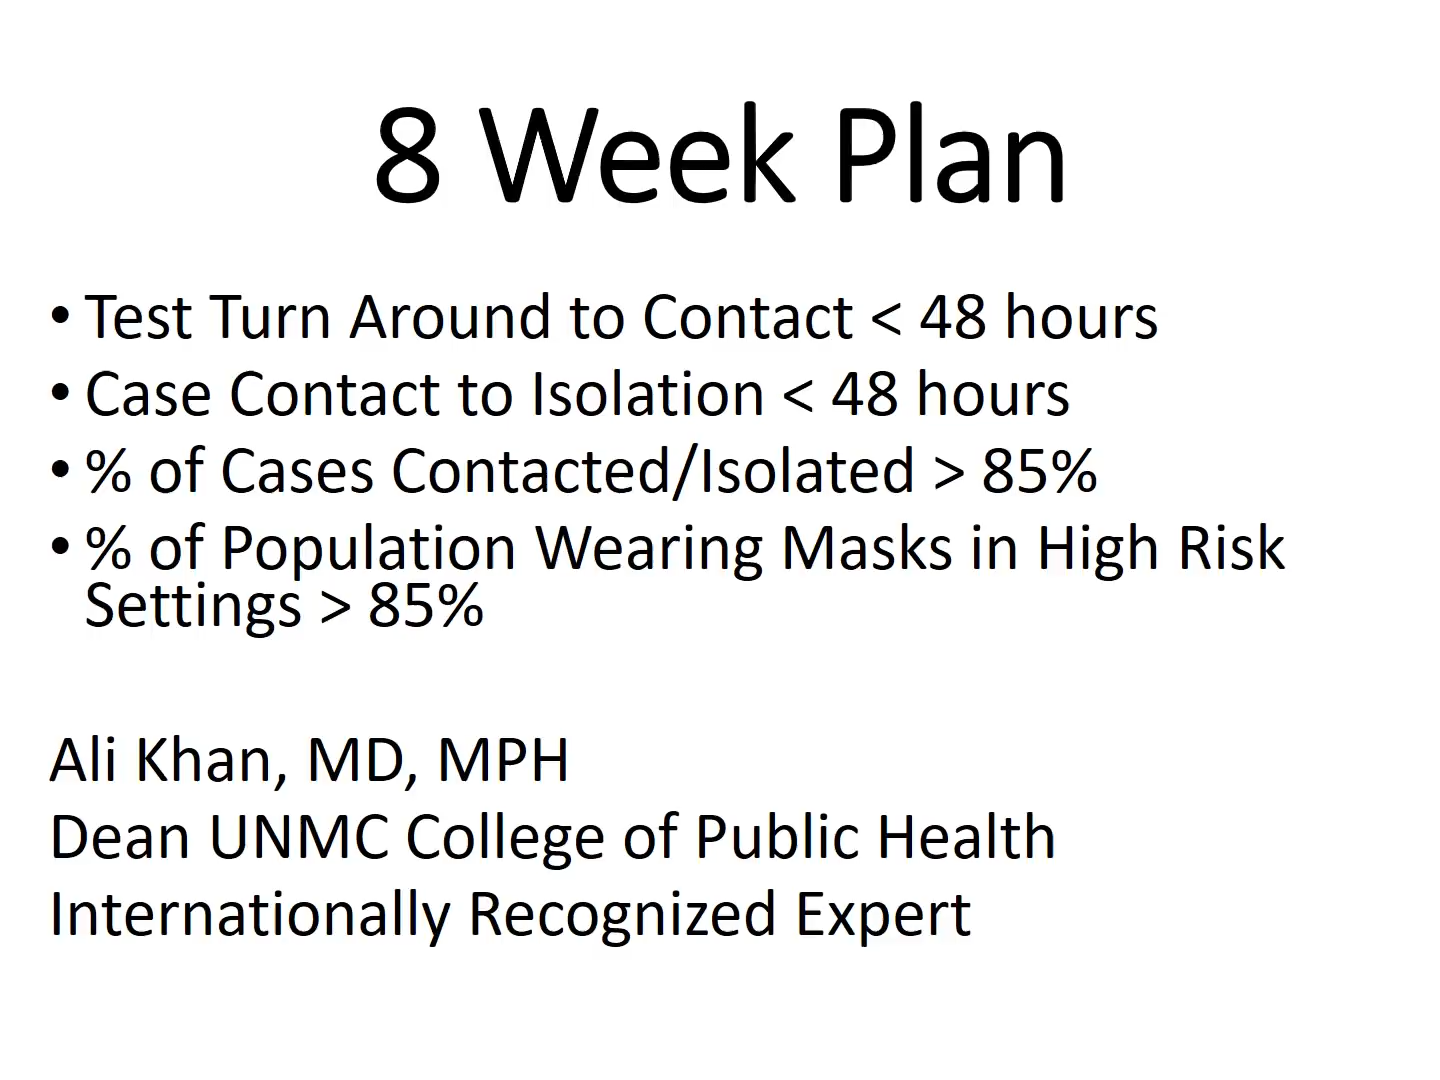 8 Week Plan
• Test Turn Around to Contact < 48 hours
• Case Contact to Isolation < 48 hours
• % of Cases Contacted/Isolated > 85%
• % of Population Wearing Masks in High Risk
Settings > 85%
Ali Khan, MD, MPH
Dean UNMC College of Public Health
Internationally Recognized Expert